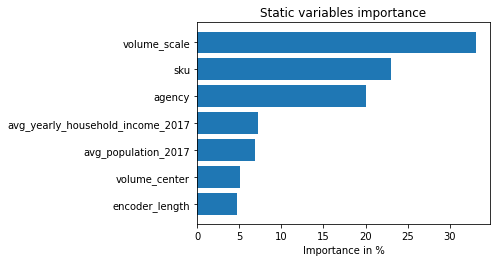 Static variables importance
volume_scale
sku
agency
avg_yearly_household_income_2017
avg_population_2017
volume_center
encoder_length
0 5 10 15 20 25 30
Importance in %